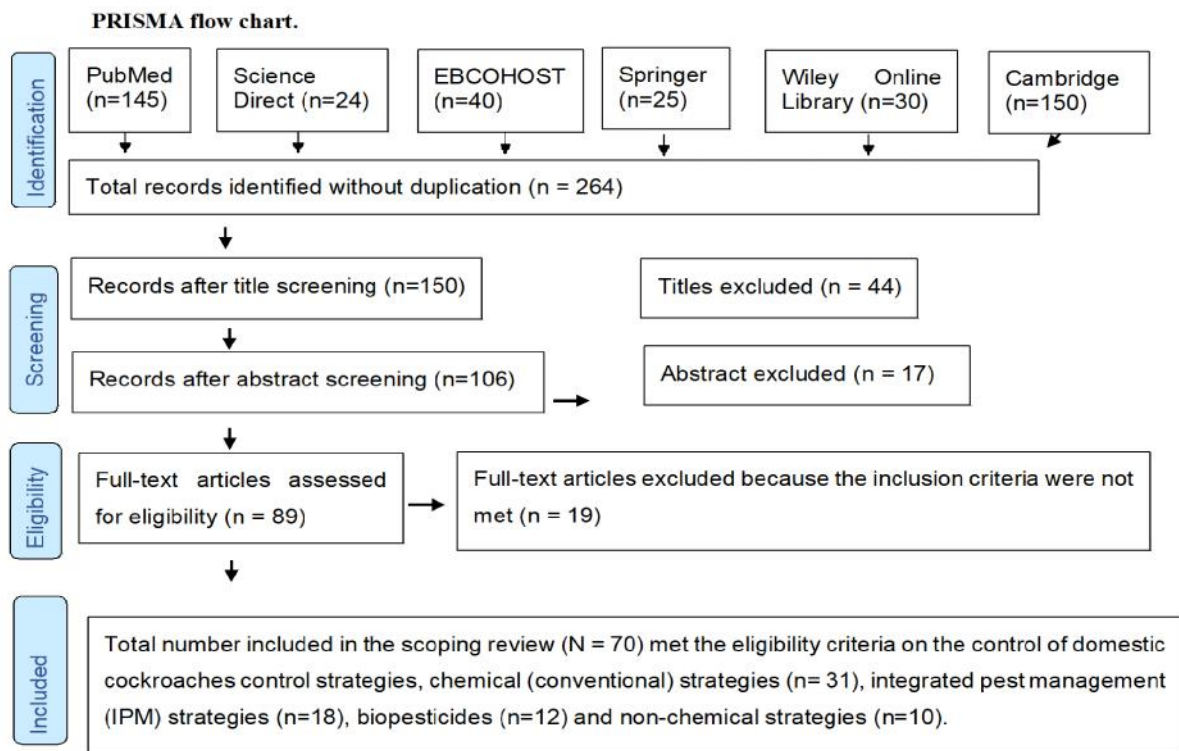 PRISMA flow chart.
Identification
PubMed
(n=145)
Science
Direct (n=24)
EBCOHOST
(n=40)
Springer
(n=25)
Wiley Online
Library (n=30)
Cambridge
(n=150)
Total records identified without duplication (n = 264)
Screening
Records after title screening (n=150)
Titles excluded (n = 44)
Records after abstract screening (n=106)
Abstract excluded (n = 17)
Eligibility
Full-text articles assessed
for eligibility (n = 89)
Full-text articles excluded because the inclusion criteria were not
met (n = 19)
Included
Total number included in the scoping review (N = 70) met the eligibility criteria on the control of domestic
cockroaches control strategies, chemical (conventional) strategies (n= 31), integrated pest management
(IPM) strategies (n=18), biopesticides (n=12) and non-chemical strategies (n=10).